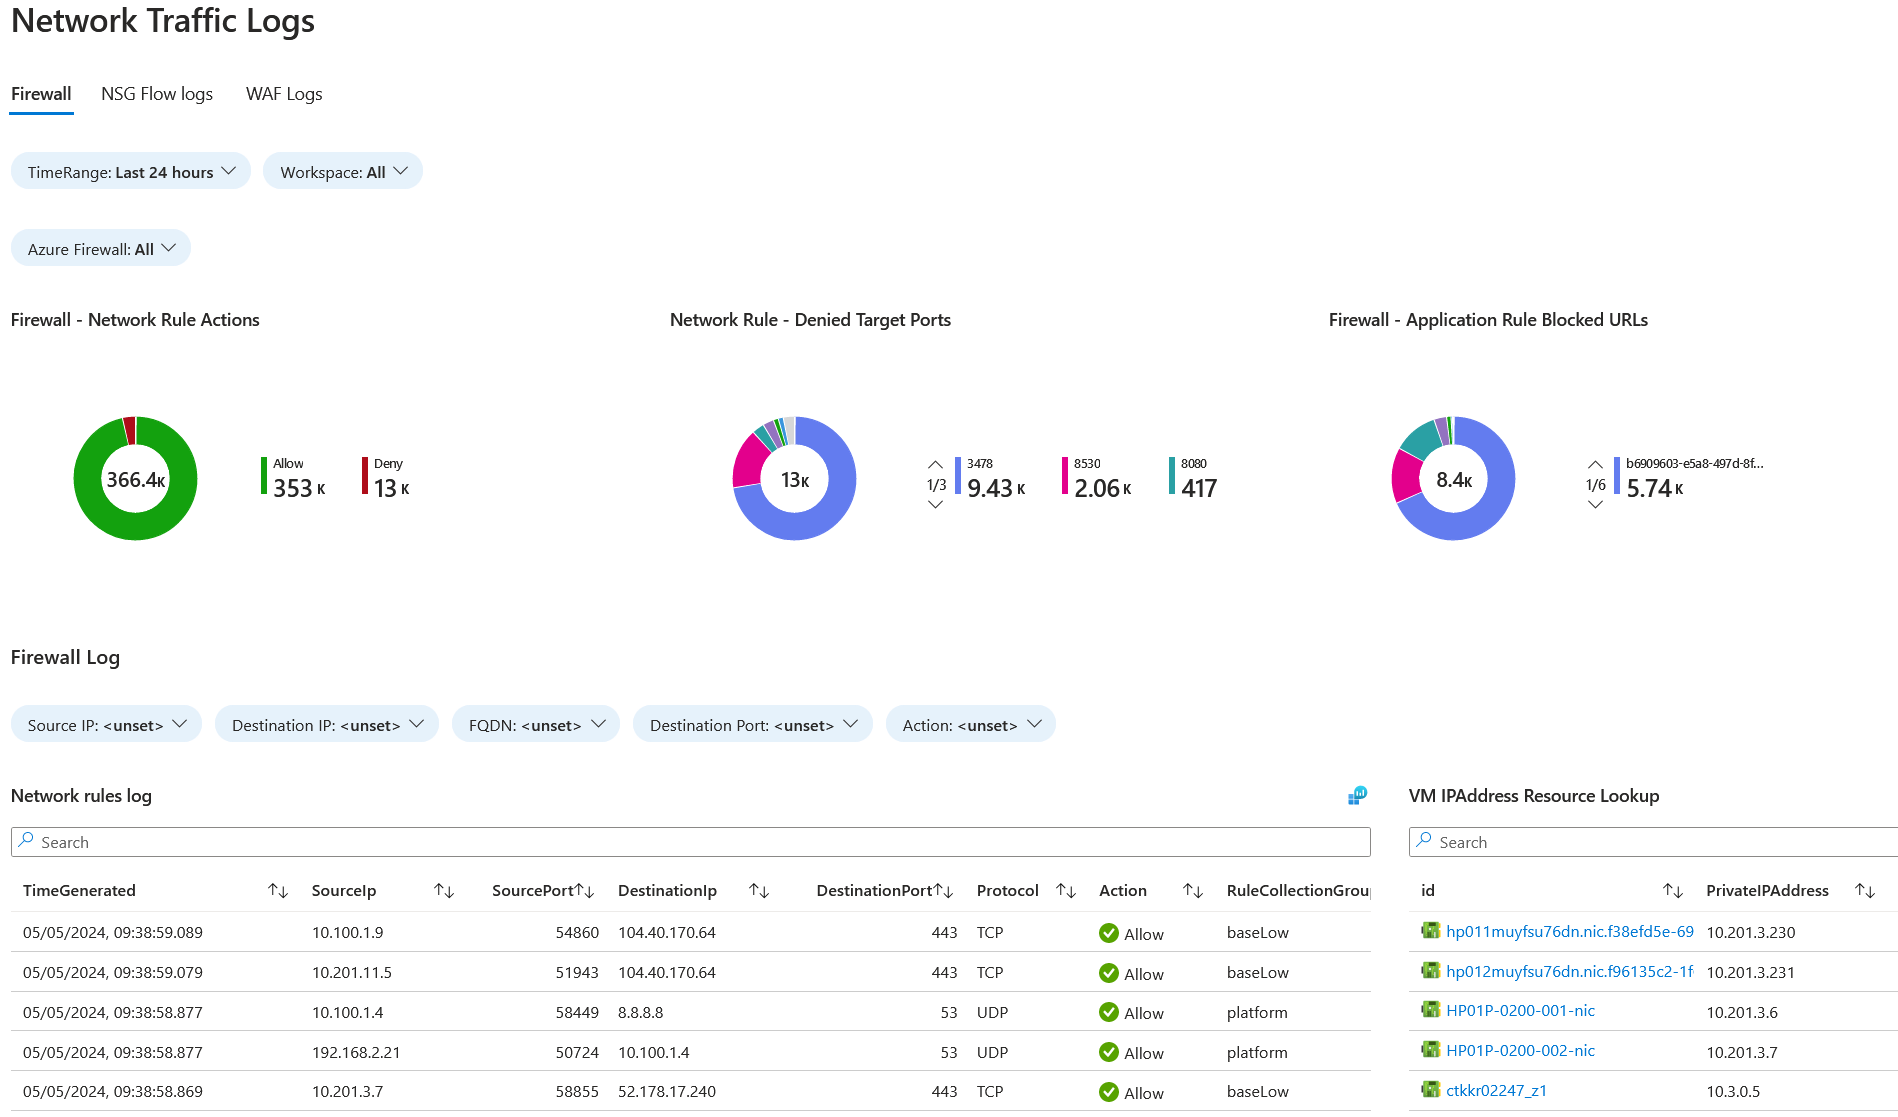 Network Traffic Logs
Firewall NSG Flow logs WAF Logs
TimeRange: Last 24 hours Workspace: All
Azure Firewall: All
Firewall - Network Rule Actions
366.4K
Allow
353 K
Deny
13 K
Network Rule - Denied Target Ports
13K
1/3
3478
9.43 K
8530
2.06 K
8080
417
Firewall - Application Rule Blocked URLs
8.4K
1/6
b6909603-e5a8-497d-8f...
5.74 K
Firewall Log
Source IP: <unset> Destination IP: <unset> FQDN: <unset> Destination Port: <unset> Action: <unset>
Network rules log
Search
TimeGenerated SourceIp SourcePort DestinationIp DestinationPort Protocol Action RuleCollectionGrou
05/05/2024, 09:38:59.089 10.100.1.9 54860 104.40.170.64 443 TCP Allow baseLow
05/05/2024, 09:38:59.079 10.201.11.5 51943 104.40.170.64 443 TCP Allow baseLow
05/05/2024, 09:38:58.877 10.100.1.4 58449 8.8.8.8 53 UDP Allow platform
05/05/2024, 09:38:58.877 192.168.2.21 50724 10.100.1.4 53 UDP Allow platform
05/05/2024, 09:38:58.869 10.201.3.7 58855 52.178.17.240 443 TCP Allow baseLow
VM IPAddress Resource Lookup
Search
id PrivateIPAddress
hp011muyfsu76dn.nic.f38efd5e-69 10.201.3.230
hp012muyfsu76dn.nic.f96135c2-1f 10.201.3.231
HP01P-0200-001-nic 10.201.3.6
HP01P-0200-002-nic 10.201.3.7
ctkkr02247_z1 10.3.0.5